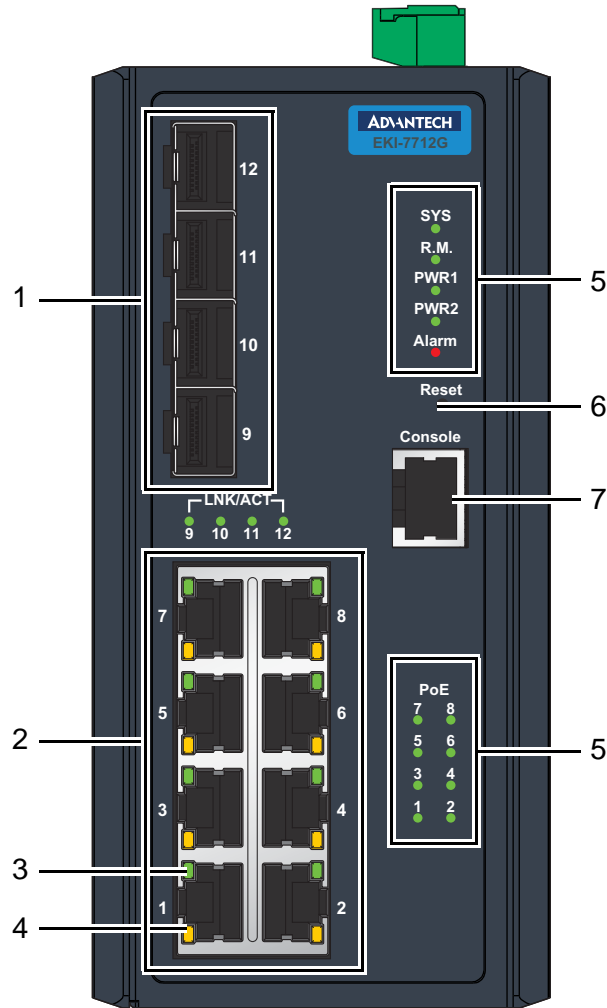 ADVANTECH
EKI-7712G
12
11
10
9
1
SYS
R.M.
PWR1
PWR2
Alarm
5
Reset
6
Console
7
LNK/ACT
9 10 11 12
7 8
5 6
3 4
1 2
2
3
4
PoE
7 8
5 6
3 4
1 2
5